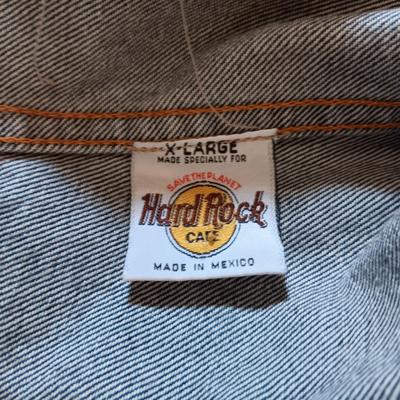 X-LARGE
MADE SPECIALLY FOR
SAVE THE PLANET
Hard Rock
CAFE
MADE IN MEXICO